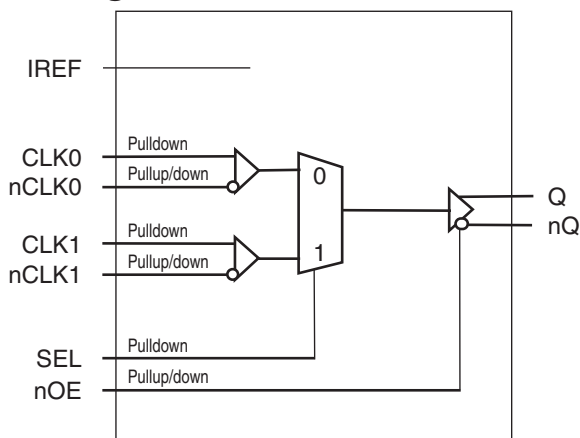 IREF
CLK0 Pulldown
nCLK0 Pullup/down
0
CLK1 Pulldown
nCLK1 Pullup/down
1
Q
nQ
SEL Pulldown
nOE Pullup/down